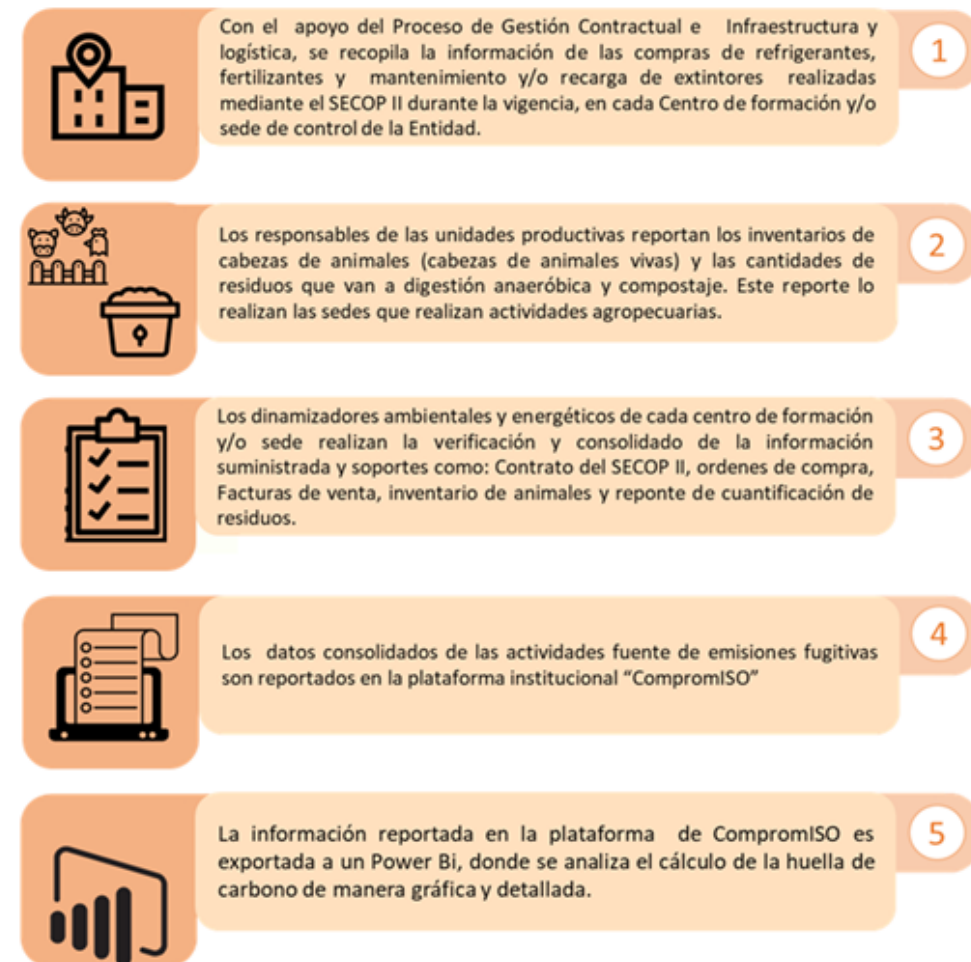 Con el apoyo del Proceso de Gestión Contractual e Infraestructura y
logística, se recopila la información de las compras de refrigerantes,
fertilizantes y mantenimiento y/o recarga de extintores realizadas
mediante el SECOP II durante la vigencia, en cada Centro de formación y/o
sede de control de la Entidad.
1
Los responsables de las unidades productivas reportan los inventarios de
cabezas de animales (cabezas de animales vivas) y las cantidades de
residuos que van a digestión anaeróbica y compostaje. Este reporte lo
realizan las sedes que realizan actividades agropecuarias.
2
Los dinamizadores ambientales y energéticos de cada centro de formación
y/o sede realizan la verificación y consolidado de la información
suministrada y soportes como: Contrato del SECOP II, ordenes de compra,
Facturas de venta, inventario de animales y reponte de cuantificación de
residuos.
3
Los datos consolidados de las actividades fuente de emisiones fugitivas
son reportados en la plataforma institucional “CompromISO”
4
La información reportada en la plataforma de CompromISO es
exportada a un Power Bi, donde se analiza el cálculo de la huella de
carbono de manera gráfica y detallada.
5